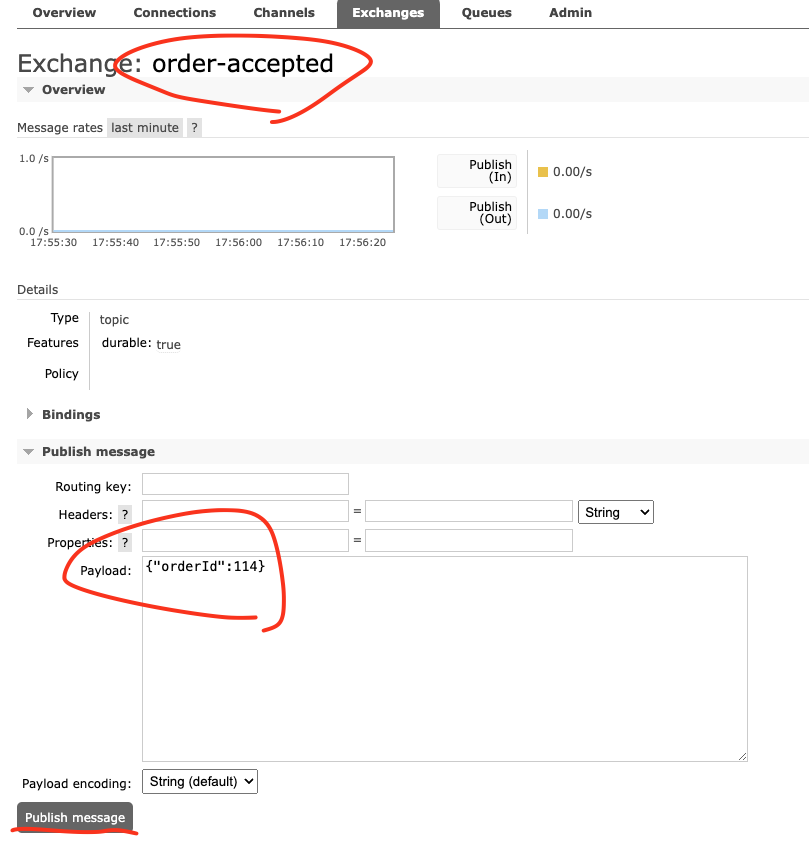 Overview Connections Channels Exchanges Queues Admin
Exchange: order-accepted
Overview
Message rates last minute ?
1.0 /s
0.0 /s
17:55:30 17:55:40 17:55:50 17:56:00 17:56:10 17:56:20
Publish (In) 0.00/s
Publish (Out) 0.00/s
Details
Type topic
Features durable: true
Policy
Bindings
Publish message
Routing key:
Headers: ? = String
Properties: ? =
Payload: {"orderId":114}
Payload encoding: String (default)
Publish message